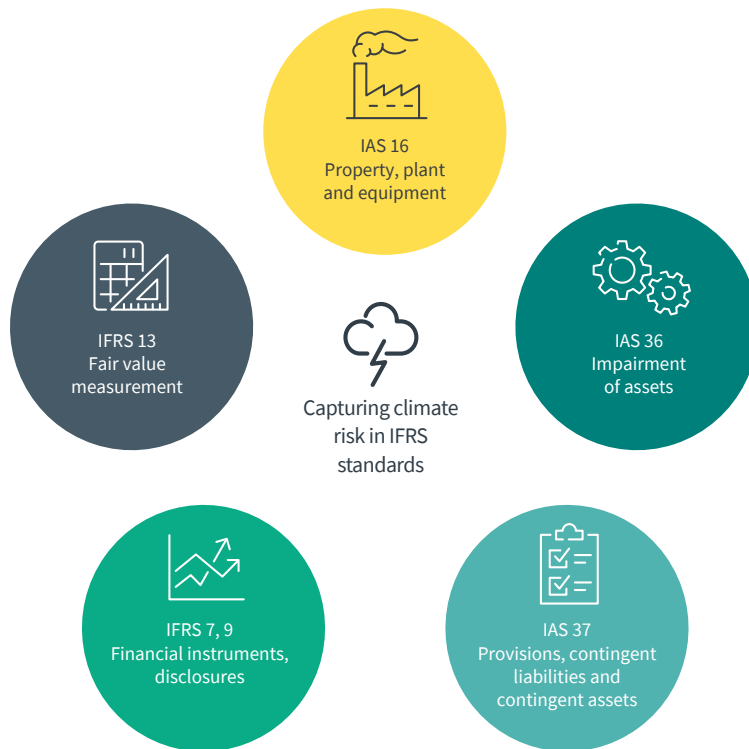 IAS 16
Property, plant
and equipment
IFRS 13
Fair value
measurement
IAS 36
Impairment
of assets
Capturing climate
risk in IFRS
standards
IFRS 7, 9
Financial instruments,
disclosures
IAS 37
Provisions, contingent
liabilities and
contingent assets